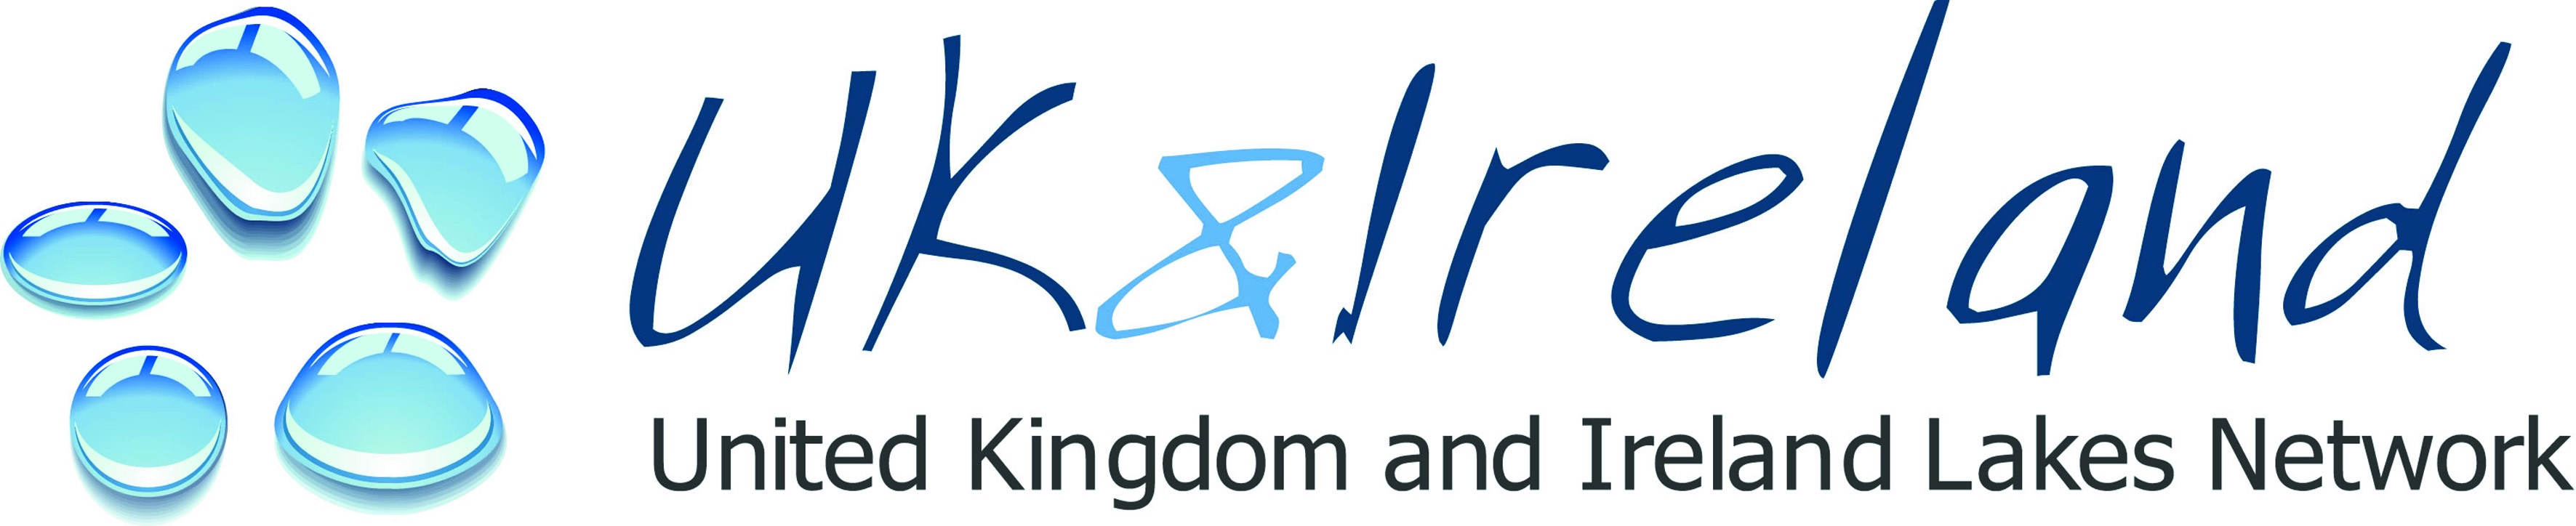 UK&Ireland
United Kingdom and Ireland Lakes Network